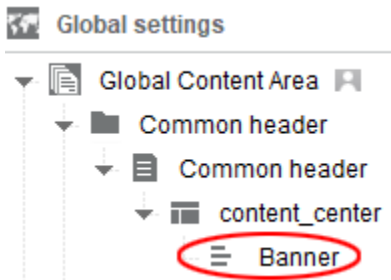 Global settings
Global Content Area
Common header
Common header
content_center
Banner